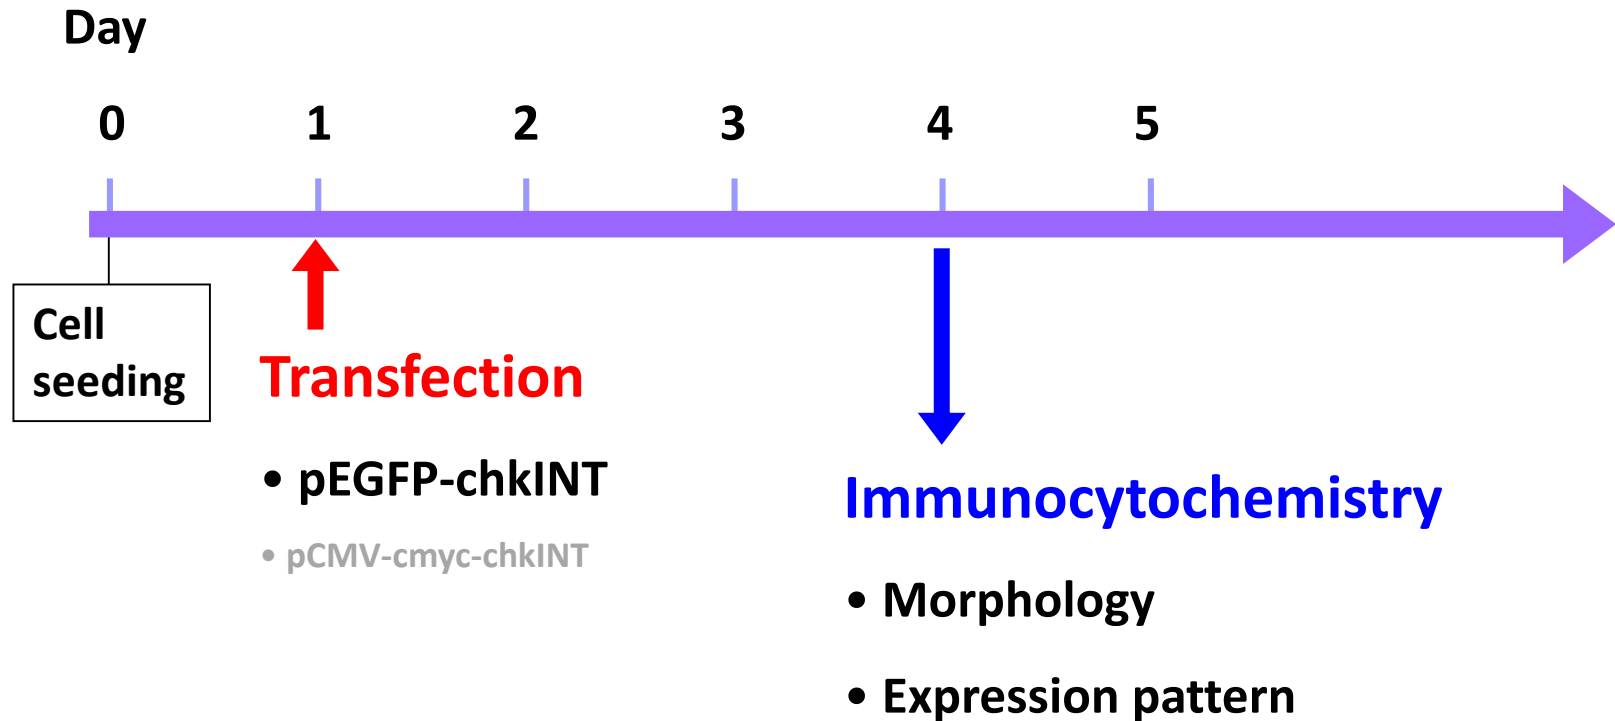 Day
0 1 2 3 4 5
Cell
seeding
Transfection
• pEGFP-chkINT
• pCMV-cmyc-chkINT
Immunocytochemistry
• Morphology
• Expression pattern